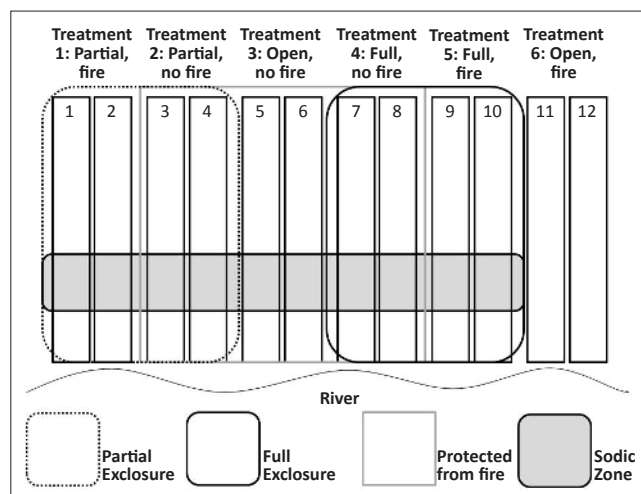 Treatment 1: Partial, fire
Treatment 2: Partial, no fire
Treatment 3: Open, no fire
Treatment 4: Full, no fire
Treatment 5: Full, fire
Treatment 6: Open, fire
1 2 3 4 5 6 7 8 9 10 11 12
River
Partial Exclosure
Full Exclosure
Protected from fire
Sodic Zone